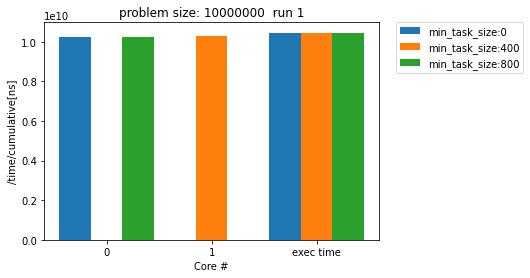 problem size: 10000000 run 1
1e10
1.0
0.8
0.6
0.4
0.2
0.0
/time/cumulative[ns]
0
1
exec time
Core #
min_task_size:0
min_task_size:400
min_task_size:800